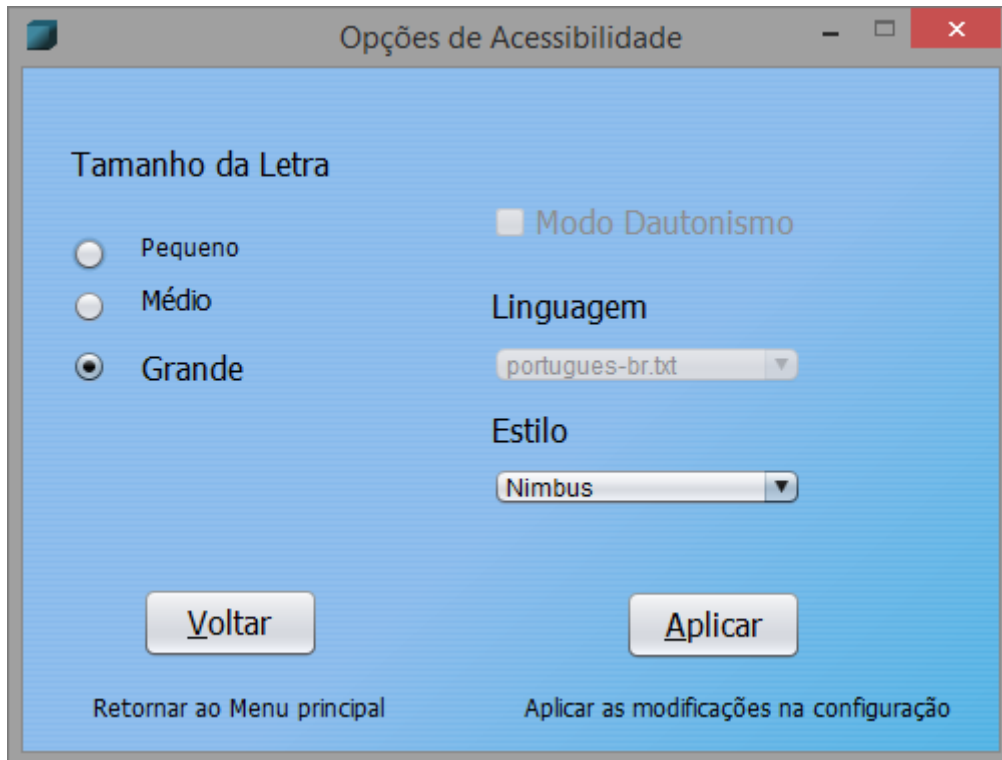 Opções de Acessibilidade
Tamanho da Letra
Pequeno
Médio
Grande
Modo Dautonismo
Linguagem
portugues-br.txt
Estilo
Nimbus
Voltar
Retornar ao Menu principal
Aplicar
Aplicar as modificações na configuração